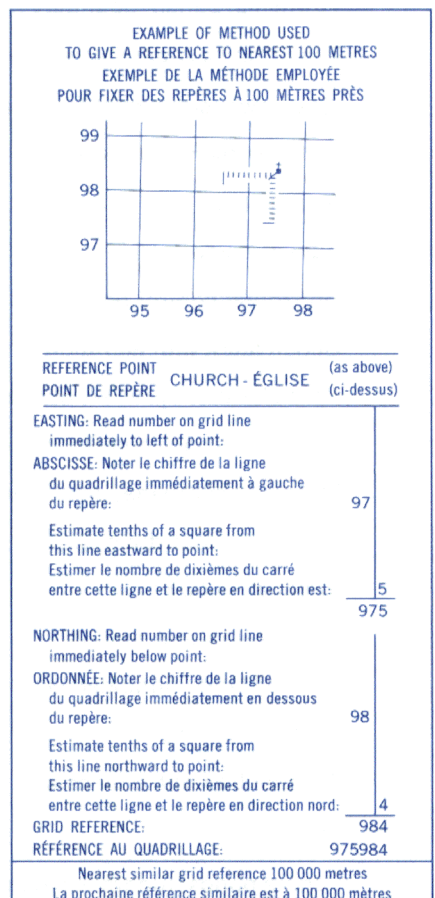 EXAMPLE OF METHOD USED
TO GIVE A REFERENCE TO NEAREST 100 METRES
EXEMPLE DE LA MÉTHODE EMPLOYÉE
POUR FIXER DES REPÈRES À 100 MÈTRES PRÈS
99
98
97
95 96 97 98
REFERENCE POINT
POINT DE REPÈRE
CHURCH - ÉGLISE
(as above)
(ci-dessus)
EASTING: Read number on grid line
immediately to left of point:
ABSCISSE: Noter le chiffre de la ligne
du quadrillage immédiatement à gauche
du repère: 97
Estimate tenths of a square from
this line eastward to point:
Estimer le nombre de dixièmes du carré
entre cette ligne et le repère en direction est: 5
975
NORTHING: Read number on grid line
immediately below point:
ORDONNÉE: Noter le chiffre de la ligne
du quadrillage immédiatement en dessous
du repère: 98
Estimate tenths of a square from
this line northward to point:
Estimer le nombre de dixièmes du carré
entre cette ligne et le repère en direction nord: 4
GRID REFERENCE: 984
RÉFÉRENCE AU QUADRILLAGE: 975984
Nearest similar grid reference 100 000 metres
La prochaine référence similaire est à 100 000 mètres